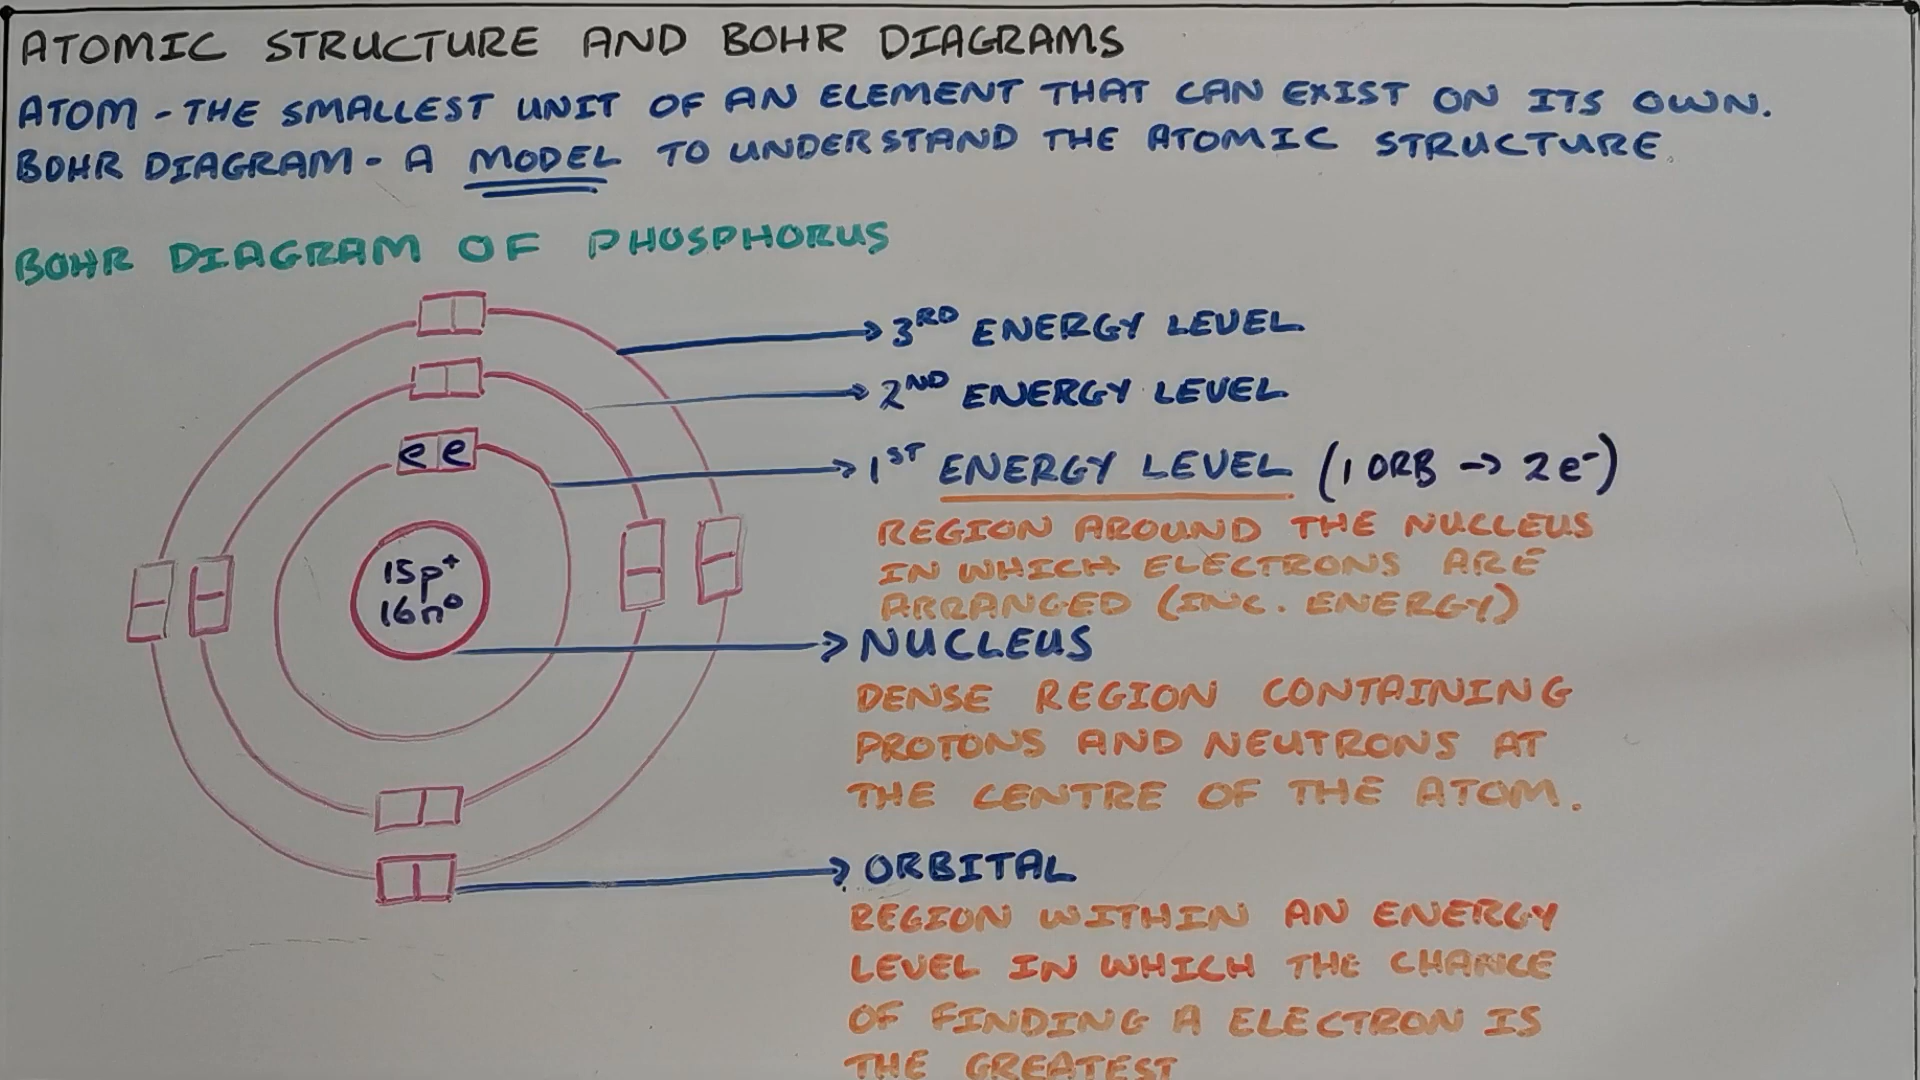 ATOMIC STRUCTURE AND BOHR DIAGRAMS
ATOM - THE SMALLEST UNIT OF AN ELEMENT THAT CAN EXIST ON ITS OWN.
BOHR DIAGRAM - A MODEL TO UNDERSTAND THE ATOMIC STRUCTURE.
BOHR DIAGRAM OF PHOSPHORUS
3RD ENERGY LEVEL
2ND ENERGY LEVEL
e e
1ST ENERGY LEVEL (1 ORB → 2e⁻)
REGION AROUND THE NUCLEUS
IN WHICH ELECTRONS ARE
ARRANGED (INC. ENERGY)
15p⁺
16n⁰
NUCLEUS
DENSE REGION CONTAINING
PROTONS AND NEUTRONS AT
THE CENTRE OF THE ATOM.
ORBITAL
REGION WITHIN AN ENERGY
LEVEL IN WHICH THE CHANCE
OF FINDING A ELECTRON IS
THE GREATEST